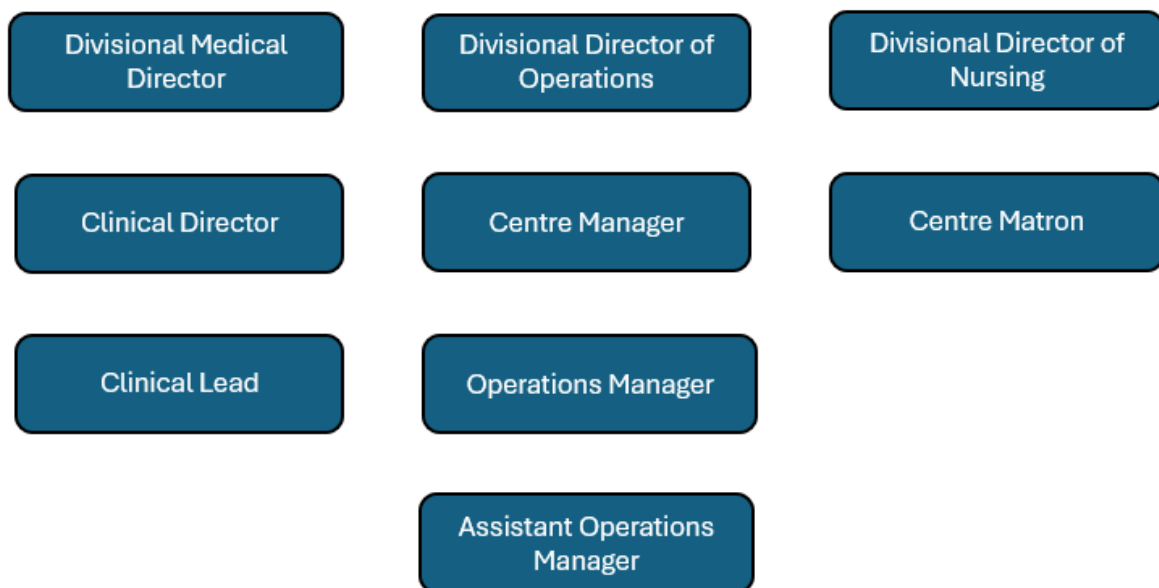 Divisional Medical
Director
Divisional Director of
Operations
Divisional Director of
Nursing
Clinical Director
Centre Manager
Centre Matron
Clinical Lead
Operations Manager
Assistant Operations
Manager